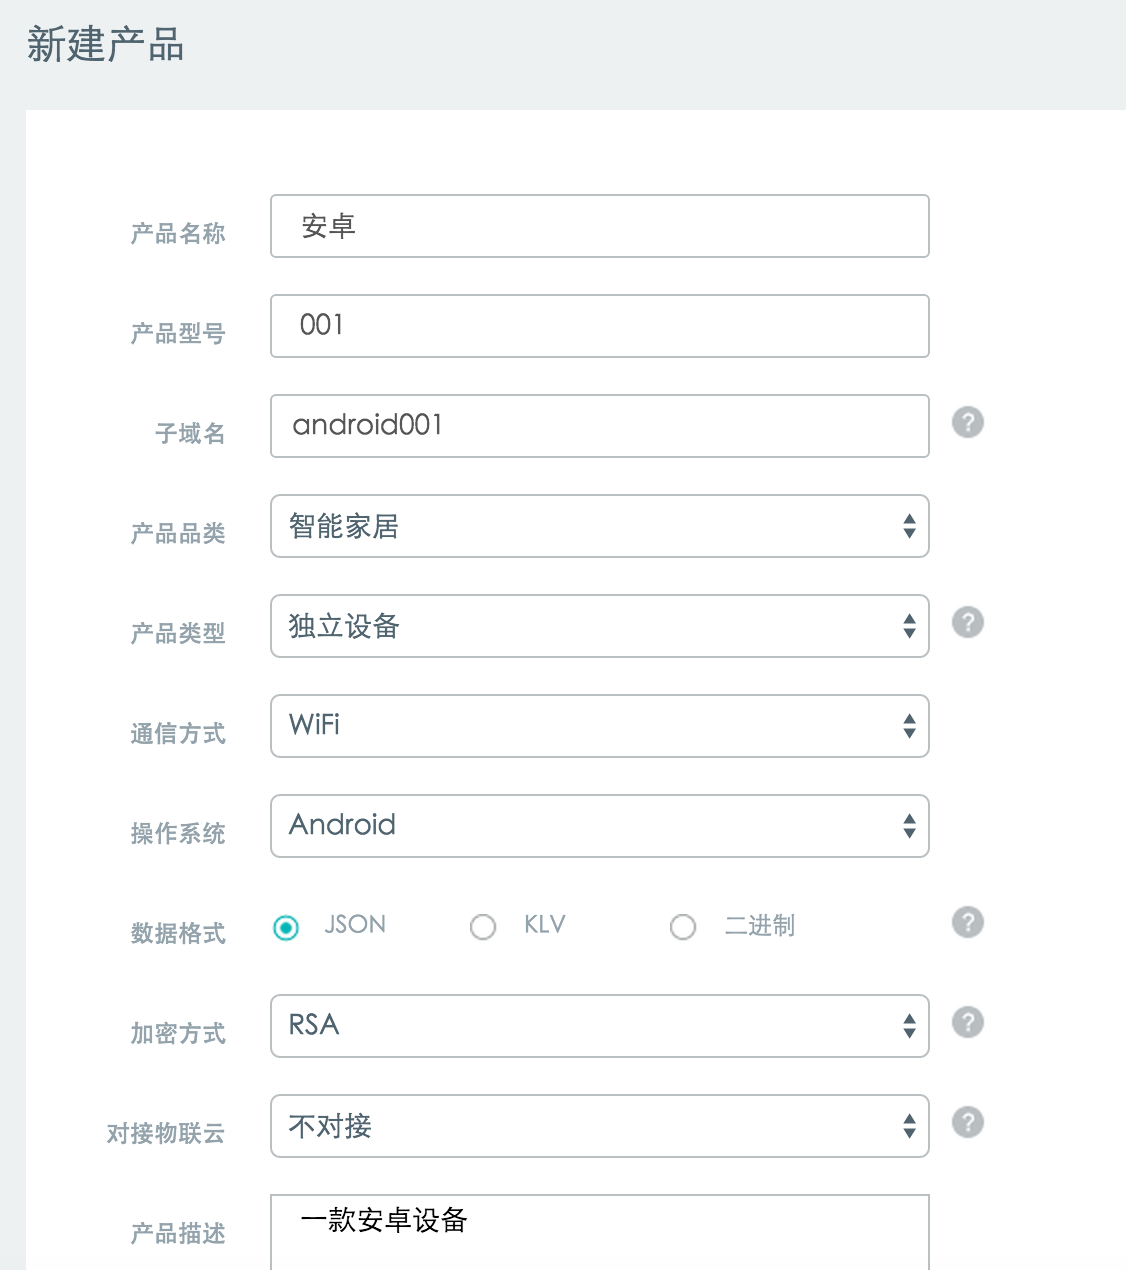 新建产品
产品名称 安卓
产品型号 001
子域名 android001 ?
产品品类 智能家居
产品类型 独立设备 ?
通信方式 WiFi
操作系统 Android
数据格式 JSON KLV 二进制 ?
加密方式 RSA ?
对接物联云 不对接 ?
产品描述 一款安卓设备